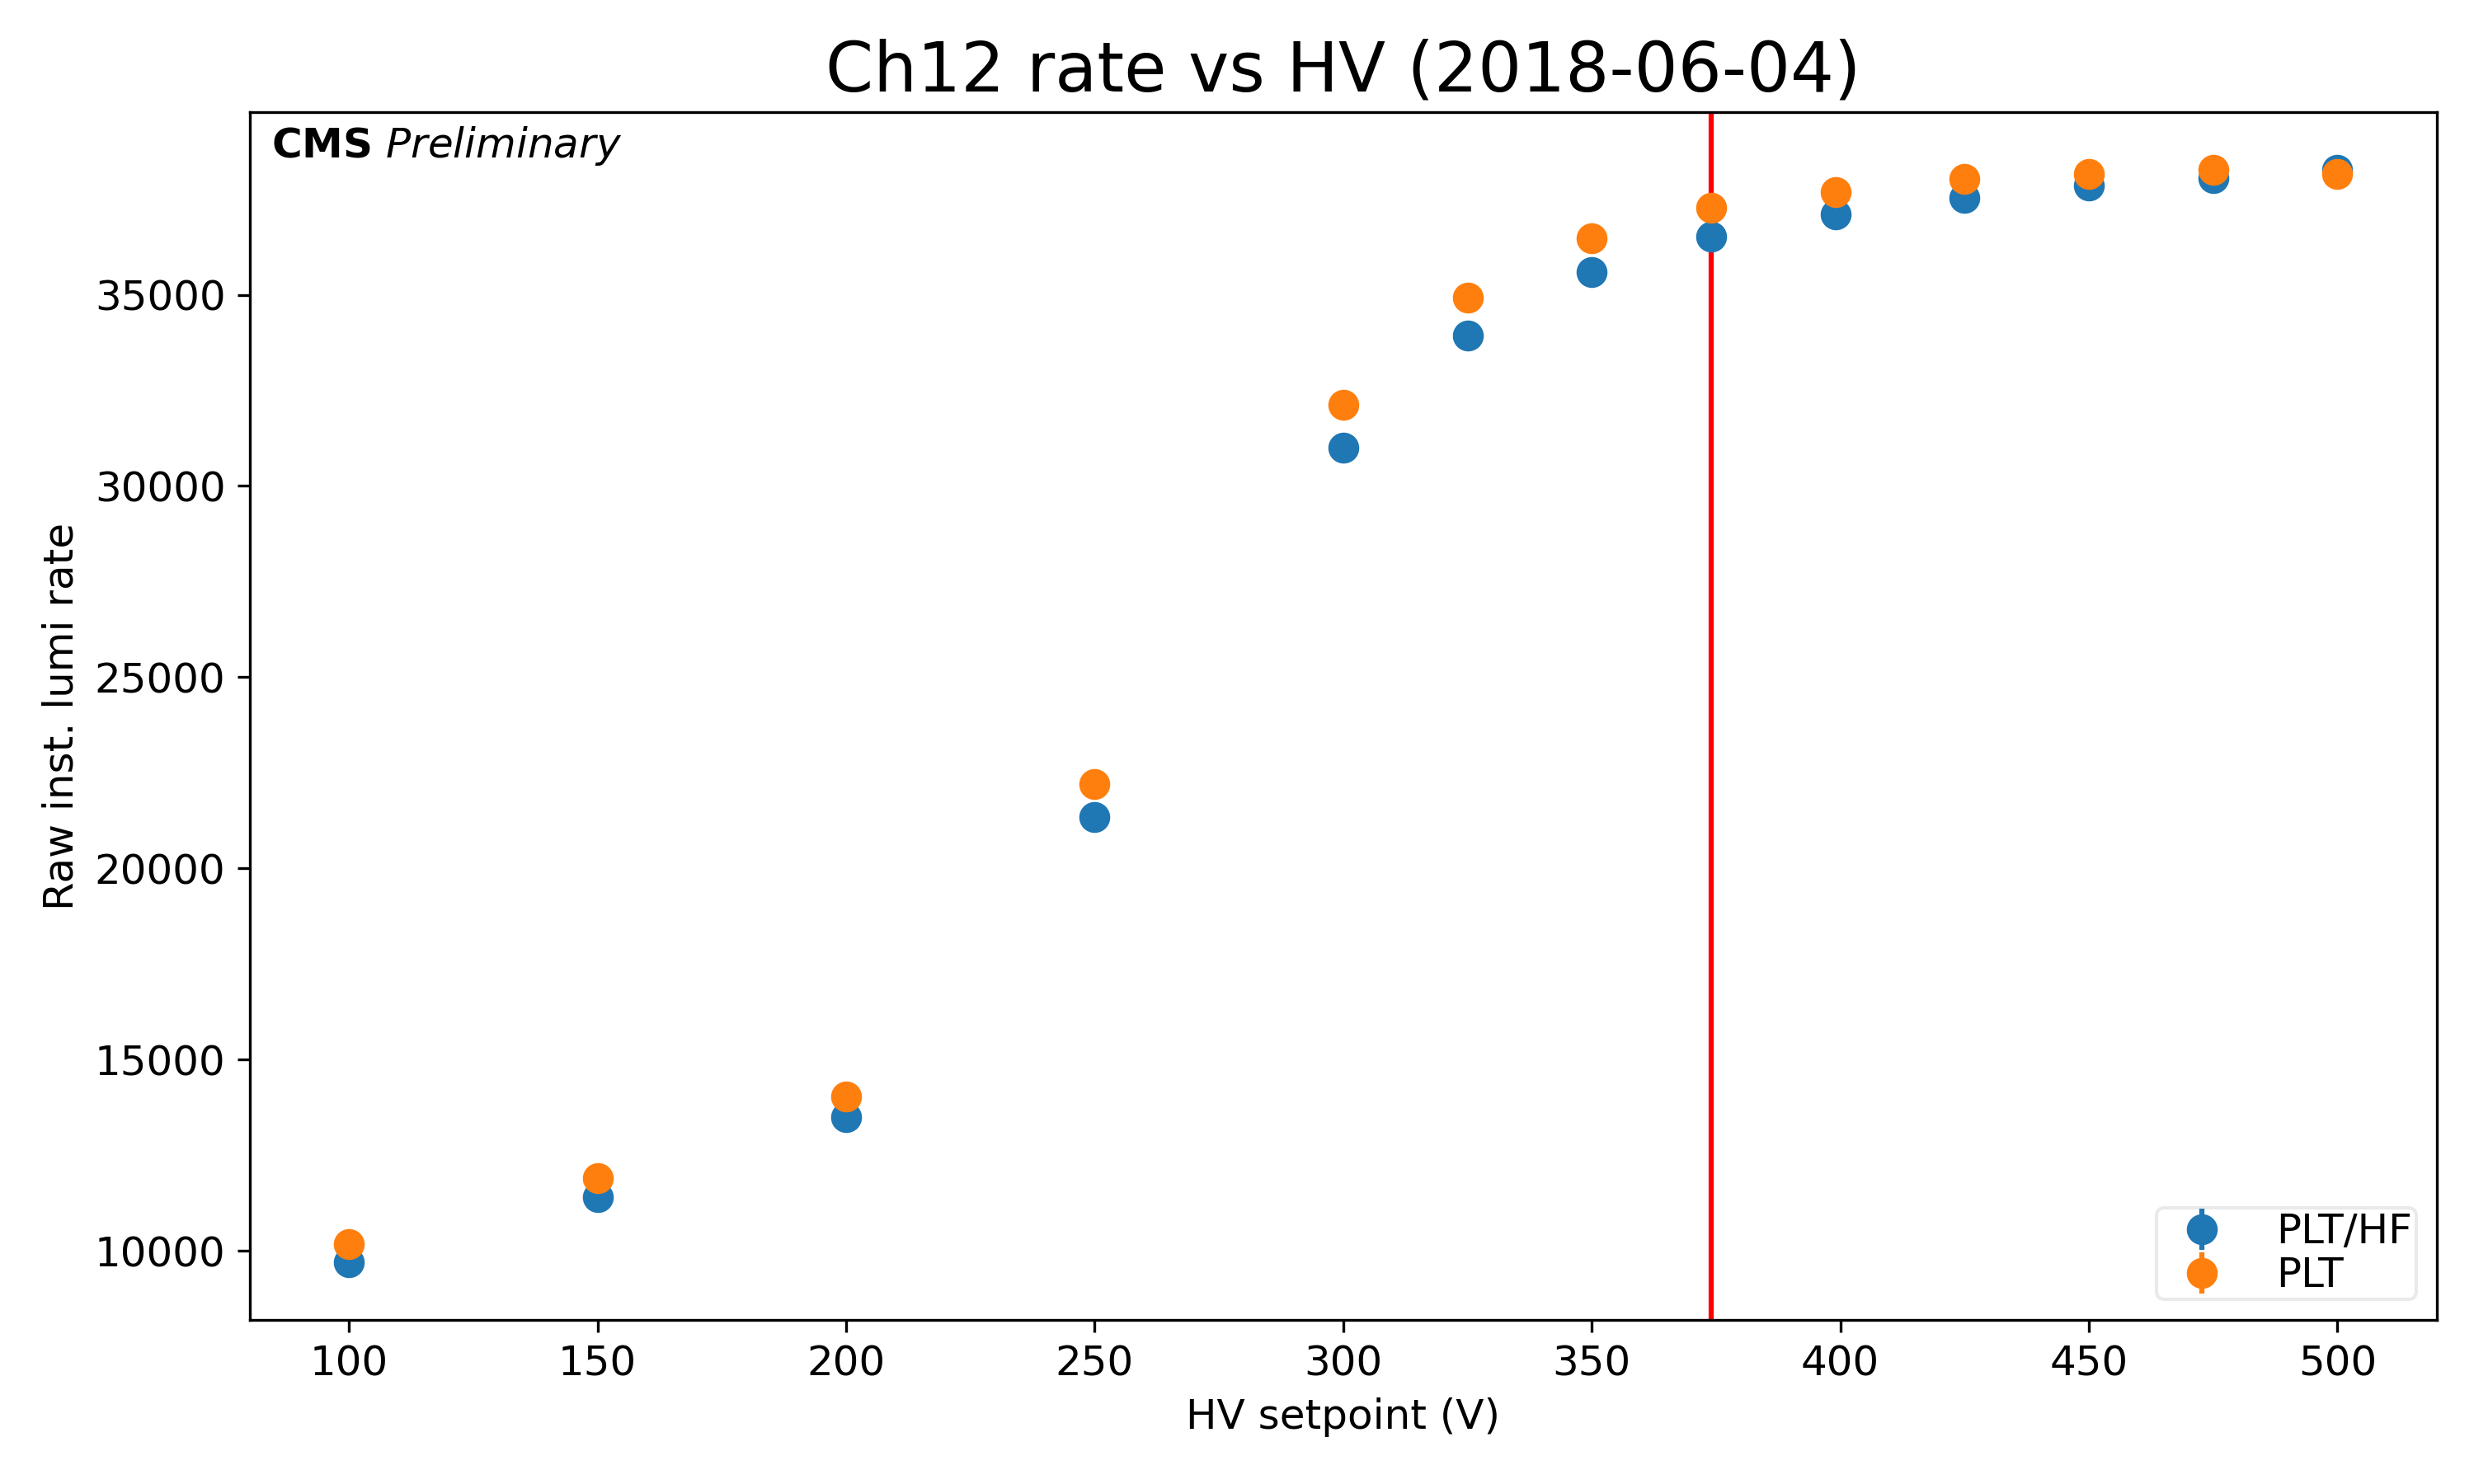 Ch12 rate vs HV (2018-06-04)
CMS Preliminary
Raw inst. lumi rate
35000
30000
25000
20000
15000
10000
100 150 200 250 300 350 400 450 500
HV setpoint (V)
PLT/HF
PLT